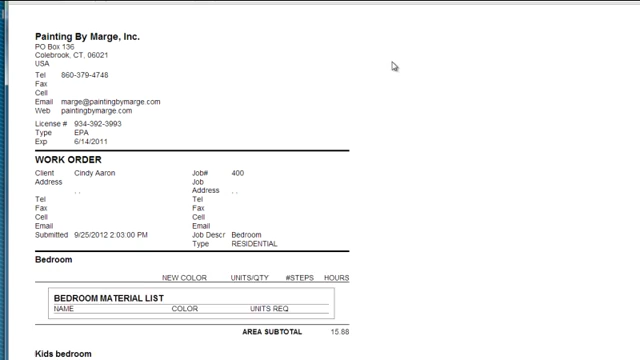 Painting By Marge, Inc.
PO Box 136
Colebrook, CT, 06021
USA
Tel 860-379-4748
Fax
Cell
Email marge@paintingbymarge.com
Web paintingbymarge.com
License # 934-392-3993
Type EPA
Exp 6/14/2011
WORK ORDER
Client Cindy Aaron Job# 400
Address Job
, , Address , ,
Tel Tel
Fax Fax
Cell Cell
Email Email
Submitted 9/25/2012 2:03:00 PM Job Descr Bedroom
Type RESIDENTIAL
Bedroom
NEW COLOR UNITS/QTY #STEPS HOURS
BEDROOM MATERIAL LIST
NAME COLOR UNITS REQ
AREA SUBTOTAL 15.88
Kids bedroom